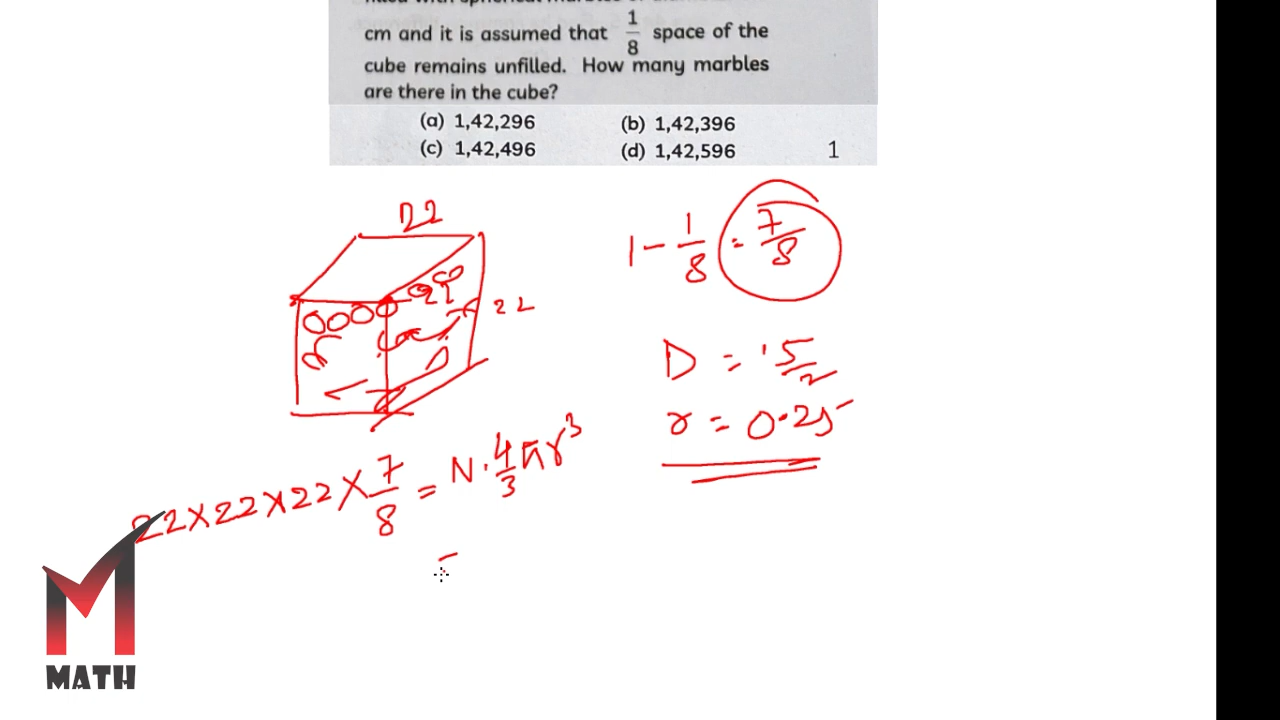 cm and it is assumed that 1/8 space of the
cube remains unfilled. How many marbles
are there in the cube?
(a) 1,42,296 (b) 1,42,396
(c) 1,42,496 (d) 1,42,596 1
22
1 - 1/8 = 7/8
22
D = .5/2
r = 0.25
22×22×22×7/8 = N.4/3πr³
MATH